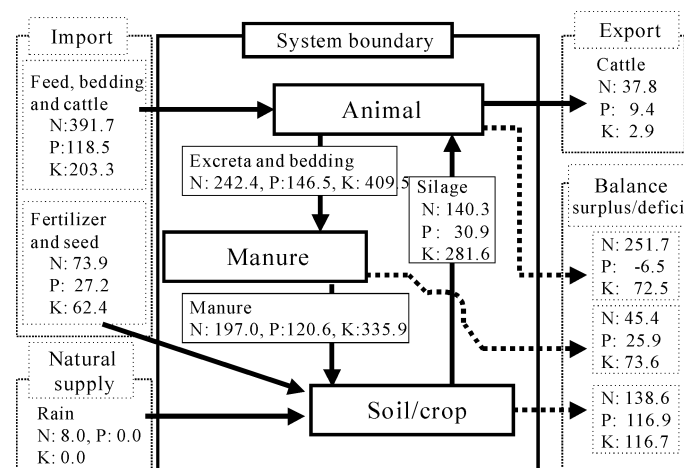 Import
Feed, bedding
and cattle
N:391.7
P:118.5
K:203.3
Fertilizer
and seed
N: 73.9
P: 27.2
K: 62.4
Natural
supply
Rain
N: 8.0, P: 0.0
K: 0.0
System boundary
Animal
Excreta and bedding
N: 242.4, P:146.5, K: 409.5
Silage
N: 140.3
P: 30.9
K: 281.6
Manure
Manure
N: 197.0, P:120.6, K:335.9
Soil/crop
Export
Cattle
N: 37.8
P: 9.4
K: 2.9
Balance
surplus/defici
N: 251.7
P: -6.5
K: 72.5
N: 45.4
P: 25.9
K: 73.6
N: 138.6
P: 116.9
K: 116.7